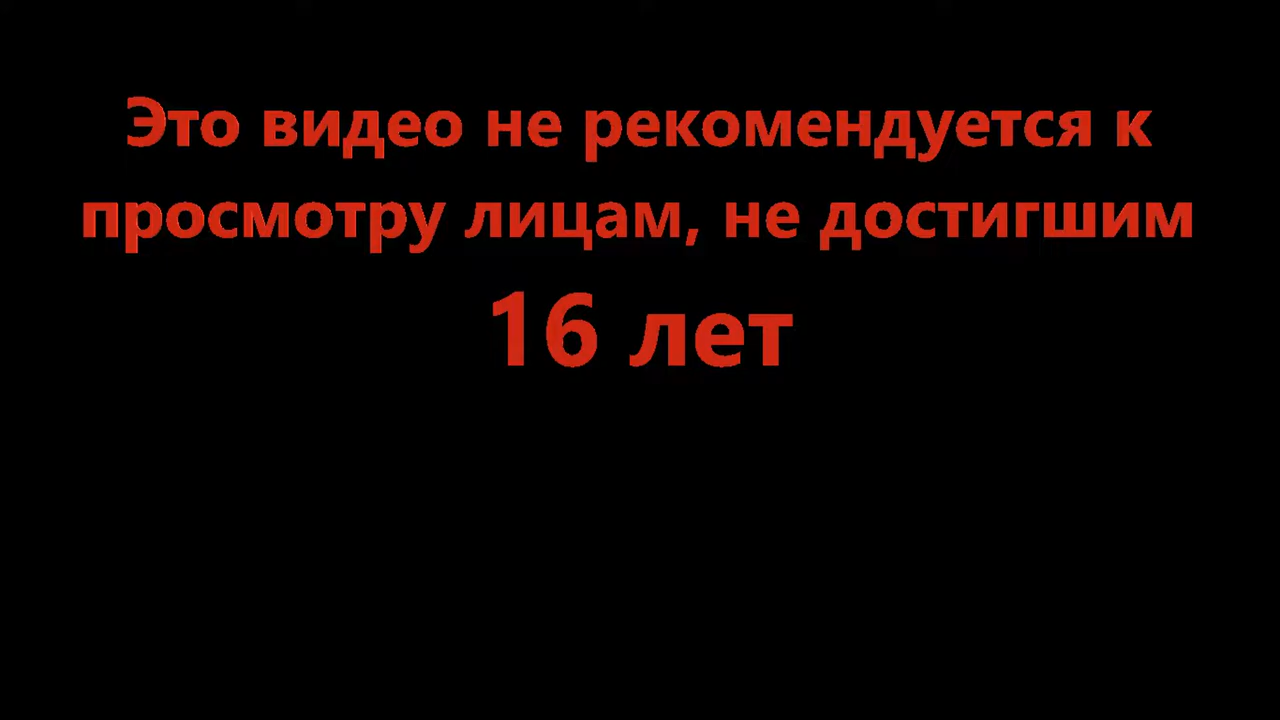 Это видео не рекомендуется к
просмотру лицам, не достигшим
16 лет